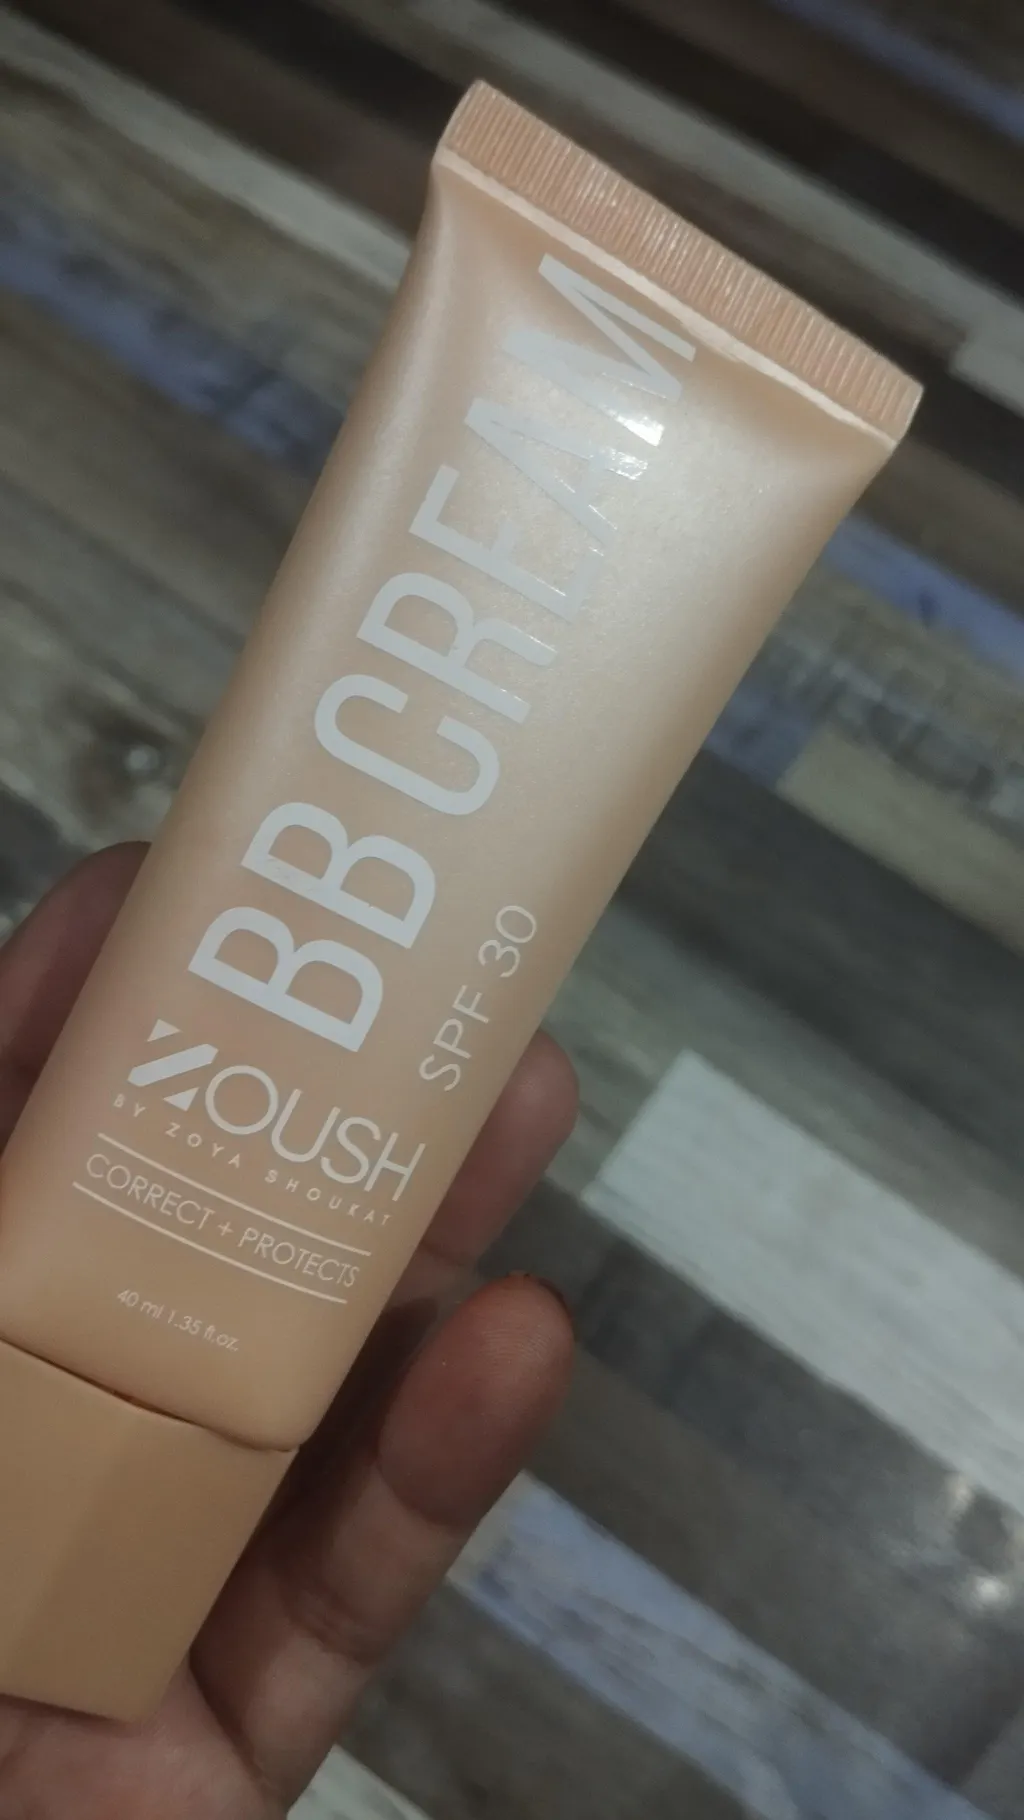 BB CREAM
SPF 30
ZOUSH
BY ZOYA SHOUKAT
CORRECT + PROTECTS
40 ml 1.35 fl.oz.